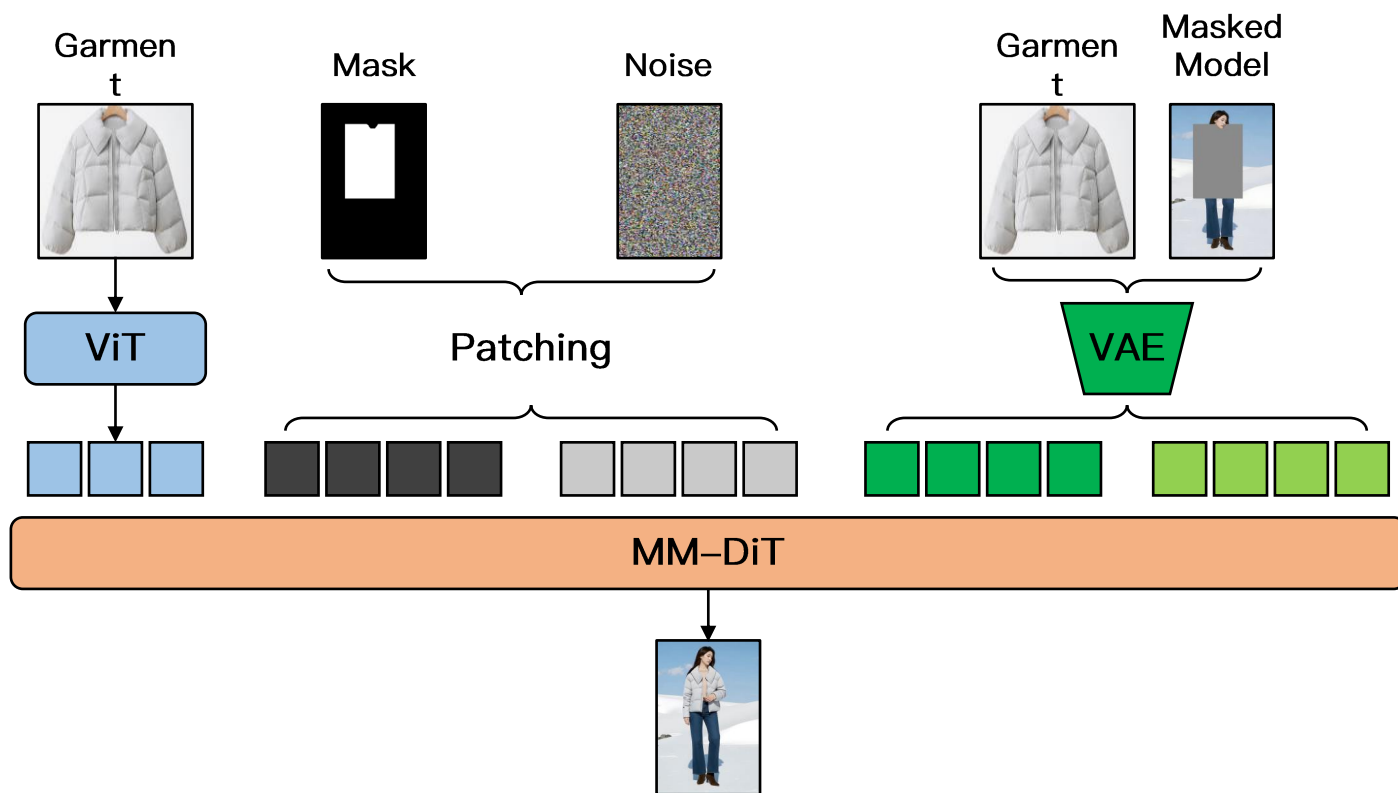 Garmen
t
Mask
Noise
Garmen
t
Masked
Model
ViT
Patching
VAE
MM–DiT